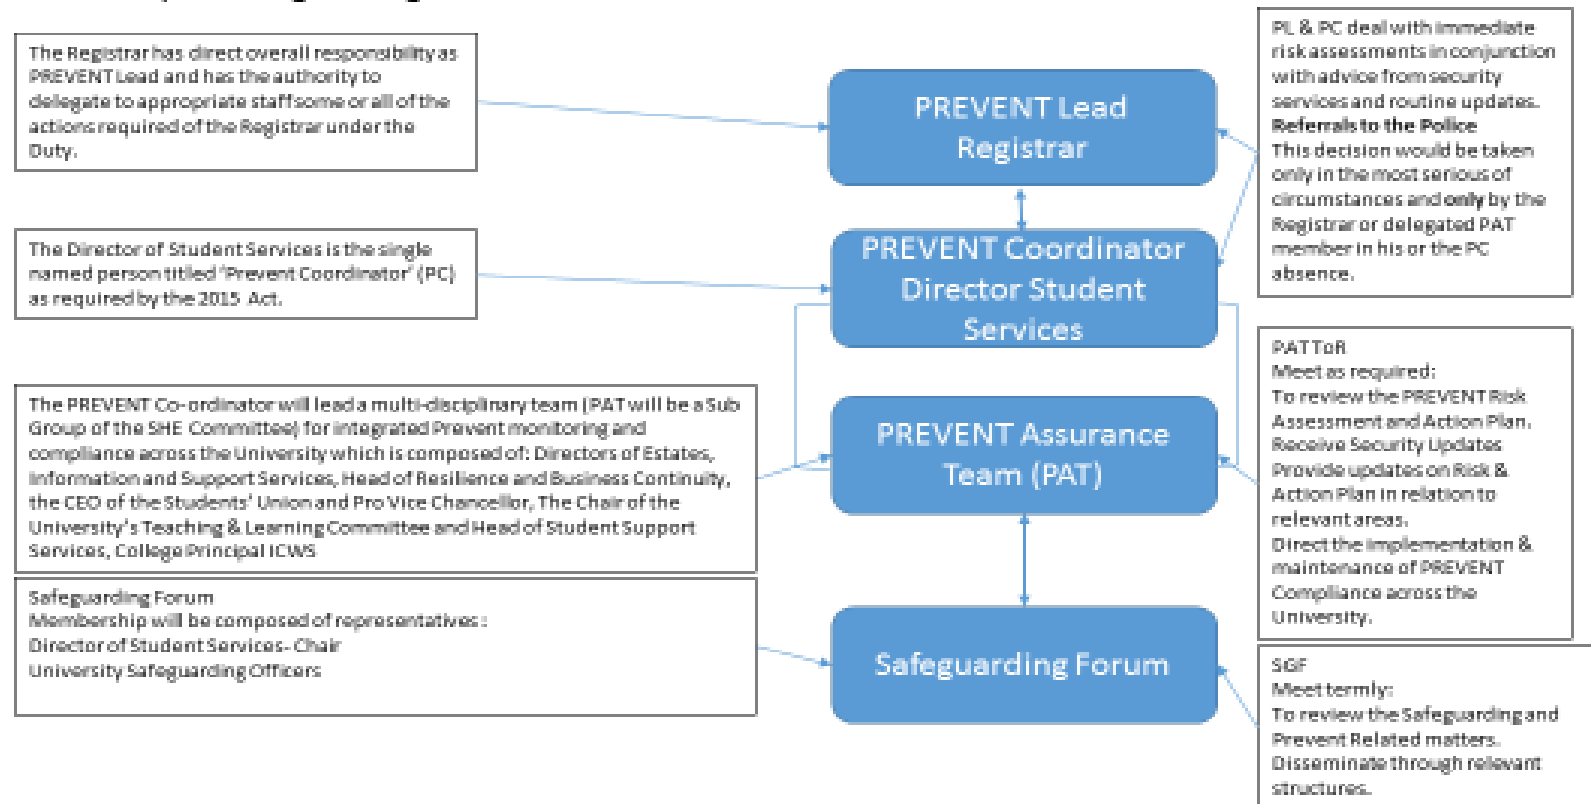 The Registrar has direct overall responsibility as
PREVENT Lead and has the authority to
delegate to appropriate staff some or all of the
actions required of the Registrar under the
Duty.
PREVENT Lead
Registrar
PL & PC deal with immediate
risk assessments in conjunction
with advice from security
services and routine updates.
Referrals to the Police
This decision would be taken
only in the most serious of
circumstances and only by the
Registrar or delegated PAT
member in his or the PC
absence.
The Director of Student Services is the single
named person titled 'Prevent Coordinator' (PC)
as required by the 2015 Act.
PREVENT Coordinator
Director Student
Services
The PREVENT Co-ordinator will lead a multi-disciplinary team (PAT will be a Sub
Group of the SHE Committee) for integrated Prevent monitoring and
compliance across the University which is composed of: Directors of Estates,
Information and Support Services, Head of Resilience and Business Continuity,
the CEO of the Students' Union and Pro Vice Chancellor, The Chair of the
University's Teaching & Learning Committee and Head of Student Support
Services, College Principal ICWS
PREVENT Assurance
Team (PAT)
PAT ToR
Meet as required:
To review the PREVENT Risk
Assessment and Action Plan.
Receive Security Updates
Provide updates on Risk &
Action Plan in relation to
relevant areas.
Direct the implementation &
maintenance of PREVENT
Compliance across the
University.
Safeguarding Forum
Membership will be composed of representatives :
Director of Student Services- Chair
University Safeguarding Officers
Safeguarding Forum
SGF
Meet termly:
To review the Safeguarding and
Prevent Related matters.
Disseminate through relevant
structures.